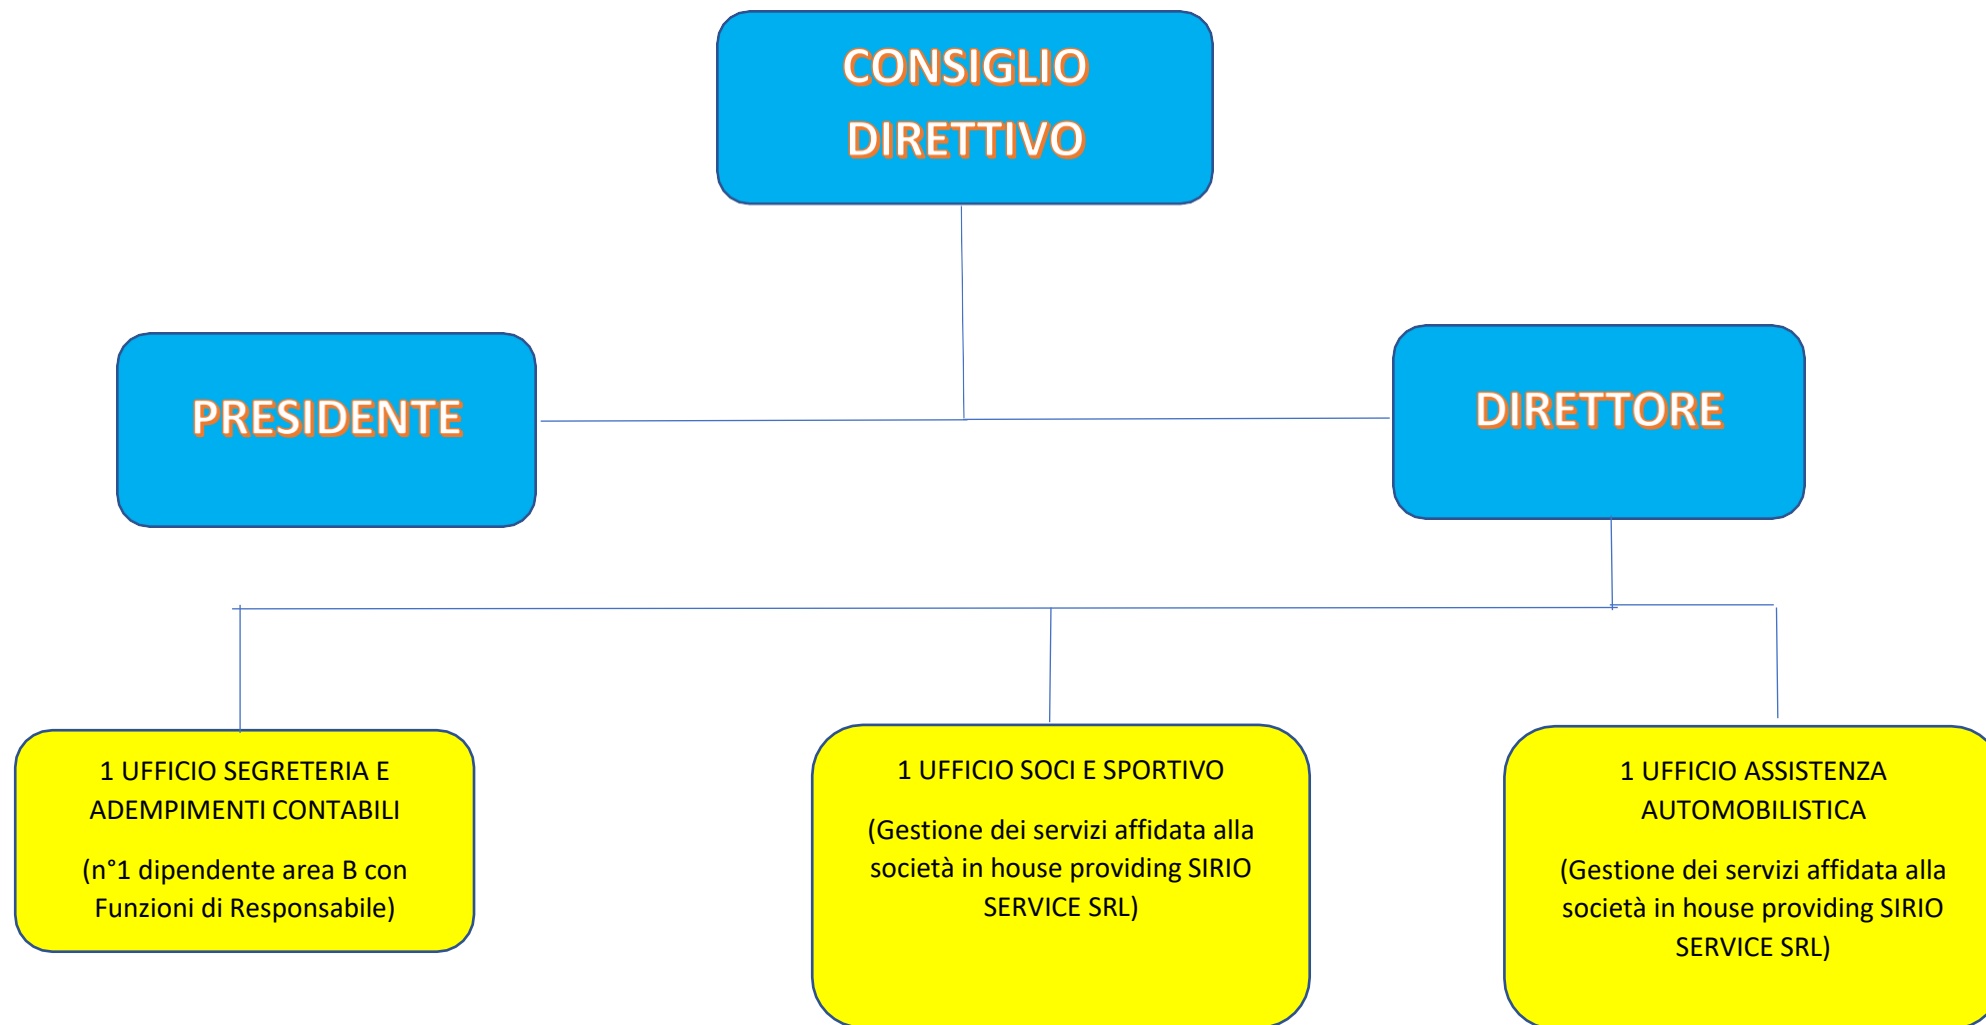 CONSIGLIO
DIRETTIVO
PRESIDENTE
DIRETTORE
1 UFFICIO SEGRETERIA E
ADEMPIMENTI CONTABILI
(n°1 dipendente area B con
Funzioni di Responsabile)
1 UFFICIO SOCI E SPORTIVO
(Gestione dei servizi affidata alla
società in house providing SIRIO
SERVICE SRL)
1 UFFICIO ASSISTENZA
AUTOMOBILISTICA
(Gestione dei servizi affidata alla
società in house providing SIRIO
SERVICE SRL)